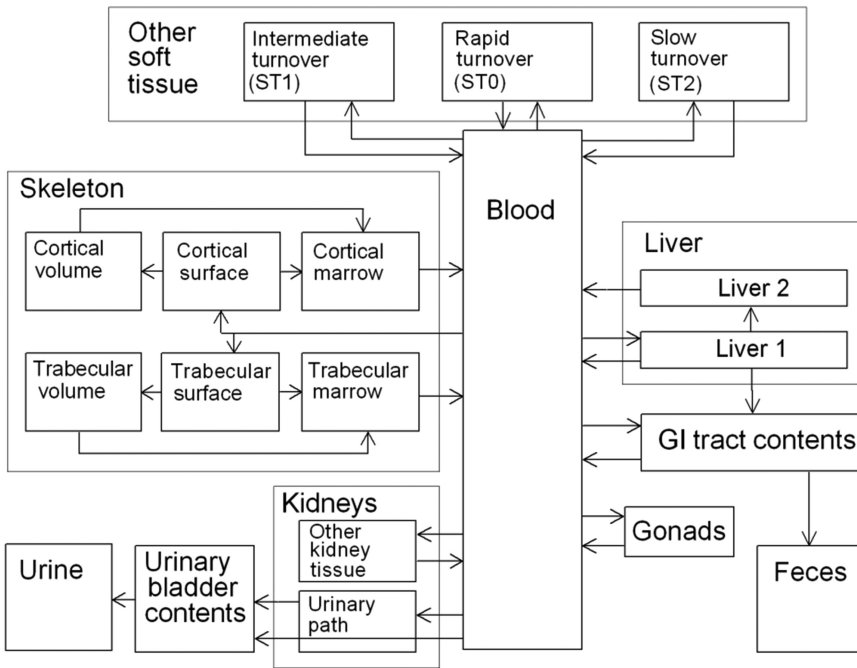 Other
soft
tissue
Intermediate
turnover
(ST1)
Rapid
turnover
(ST0)
Slow
turnover
(ST2)
Blood
Skeleton
Cortical
volume
Cortical
surface
Cortical
marrow
Trabecular
volume
Trabecular
surface
Trabecular
marrow
Liver
Liver 2
Liver 1
GI tract contents
Gonads
Feces
Kidneys
Other
kidney
tissue
Urinary
path
Urinary
bladder
contents
Urine